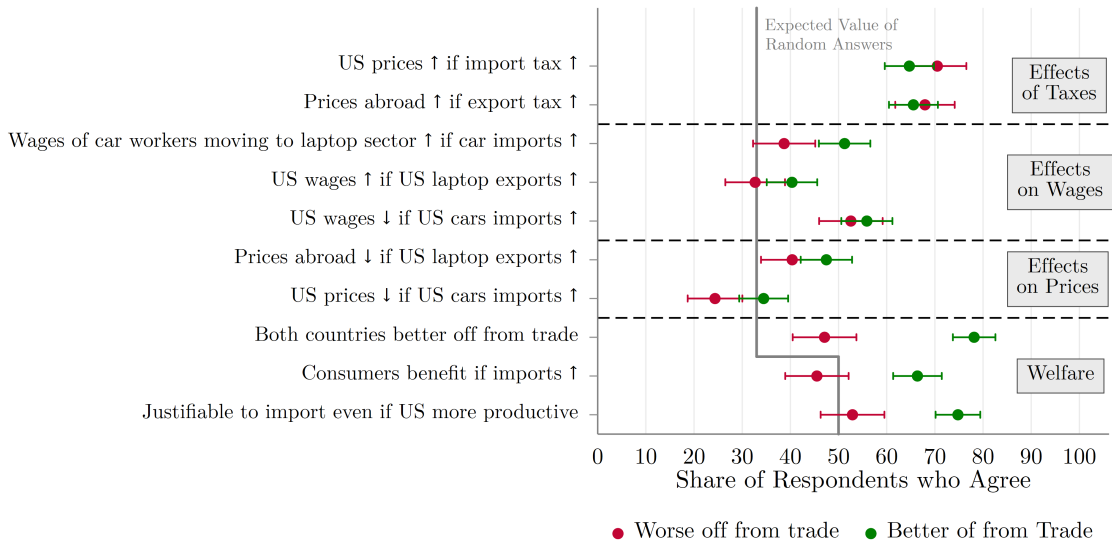 Expected Value of
Random Answers
US prices ↑ if import tax ↑
Effects
of Taxes
Prices abroad ↑ if export tax ↑
Wages of car workers moving to laptop sector ↑ if car imports ↑
US wages ↑ if US laptop exports ↑
Effects
on Wages
US wages ↓ if US cars imports ↑
Prices abroad ↓ if US laptop exports ↑
Effects
on Prices
US prices ↓ if US cars imports ↑
Both countries better off from trade
Consumers benefit if imports ↑
Welfare
Justifiable to import even if US more productive
0 10 20 30 40 50 60 70 80 90 100
Share of Respondents who Agree
Worse off from trade Better of from Trade